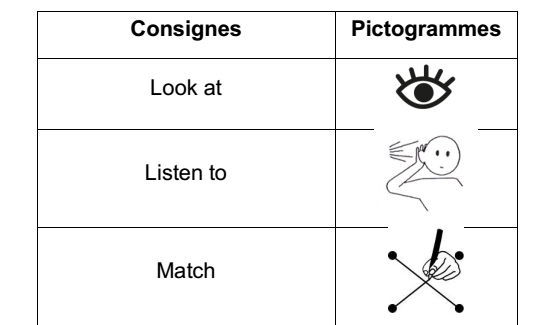 Consignes Pictogrammes
Look at
Listen to
Match